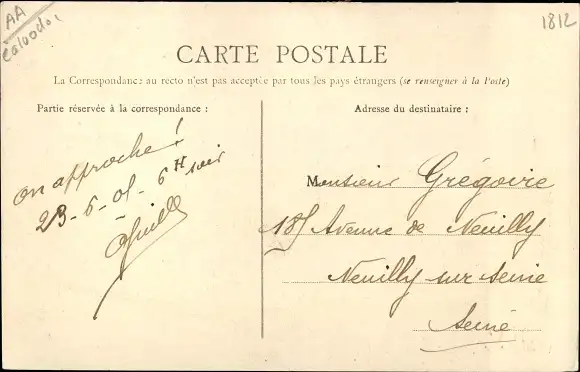 AA
Calvados
1812
CARTE POSTALE
La Correspondance au recto n'est pas acceptée par tous les pays étrangers (se renseigner à la Poste)
Partie réservée à la correspondance :
Adresse du destinataire :
on approche !
23-6-05-6H soir
Monsieur Grégoire
185 Avenue de Neuilly
Neuilly sur Seine
Seine